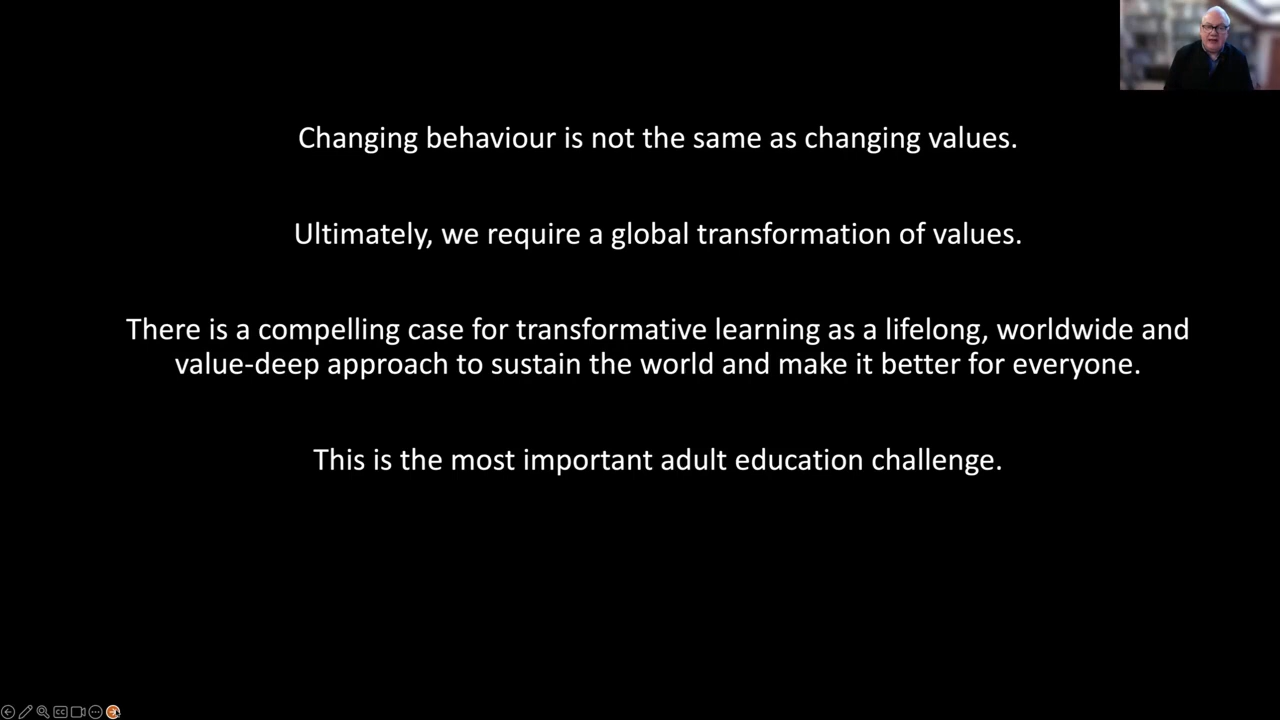 Changing behaviour is not the same as changing values.
Ultimately, we require a global transformation of values.
There is a compelling case for transformative learning as a lifelong, worldwide and
value-deep approach to sustain the world and make it better for everyone.
This is the most important adult education challenge.
CC